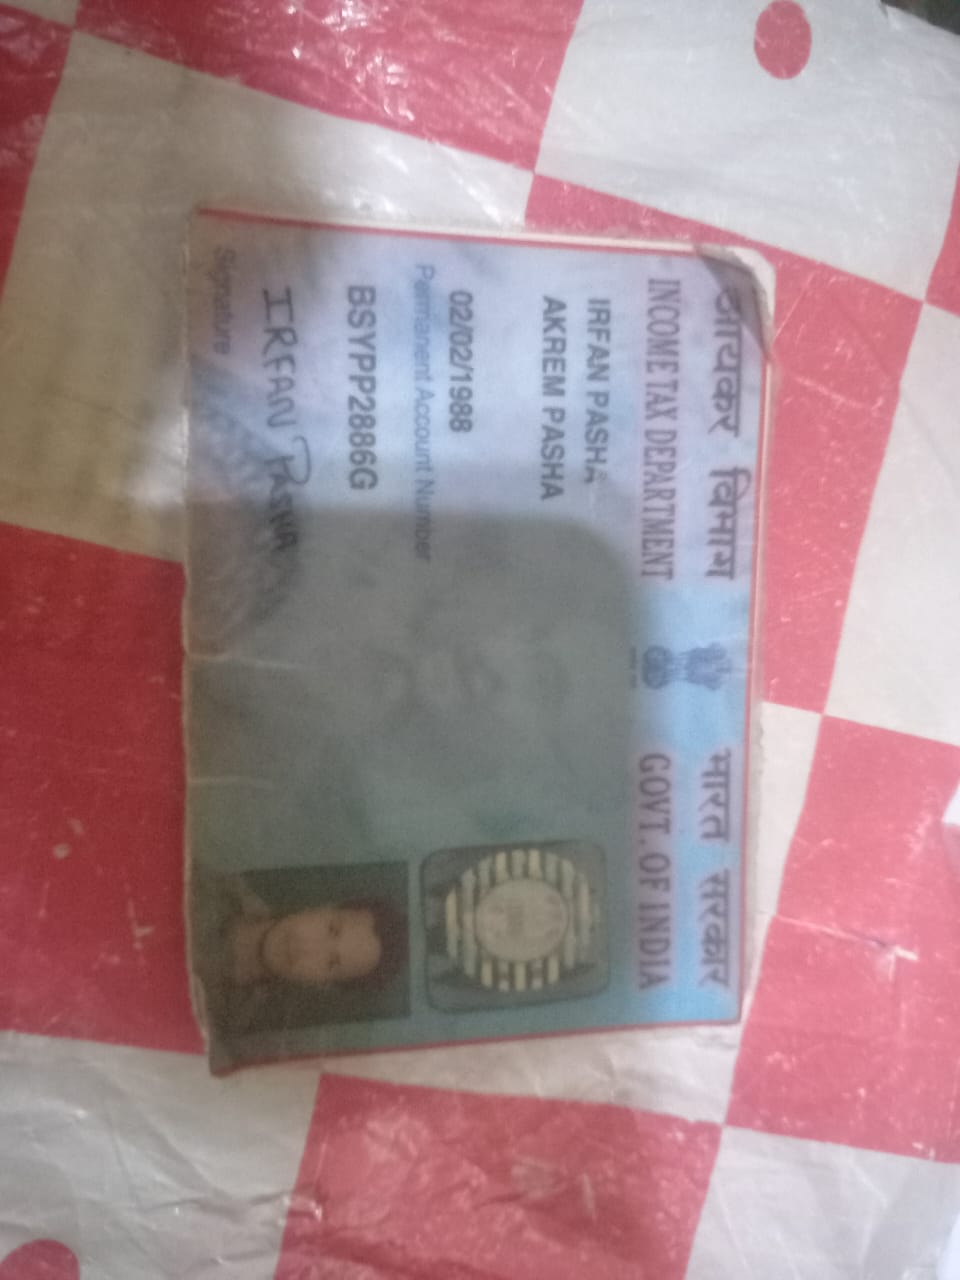 आयकर विभाग
INCOME TAX DEPARTMENT
भारत सरकार
GOVT. OF INDIA
IRFAN PASHA
AKREM PASHA
02/02/1988
Permanent Account Number
BSYPP2886G
IRFAN PASHA
Signature